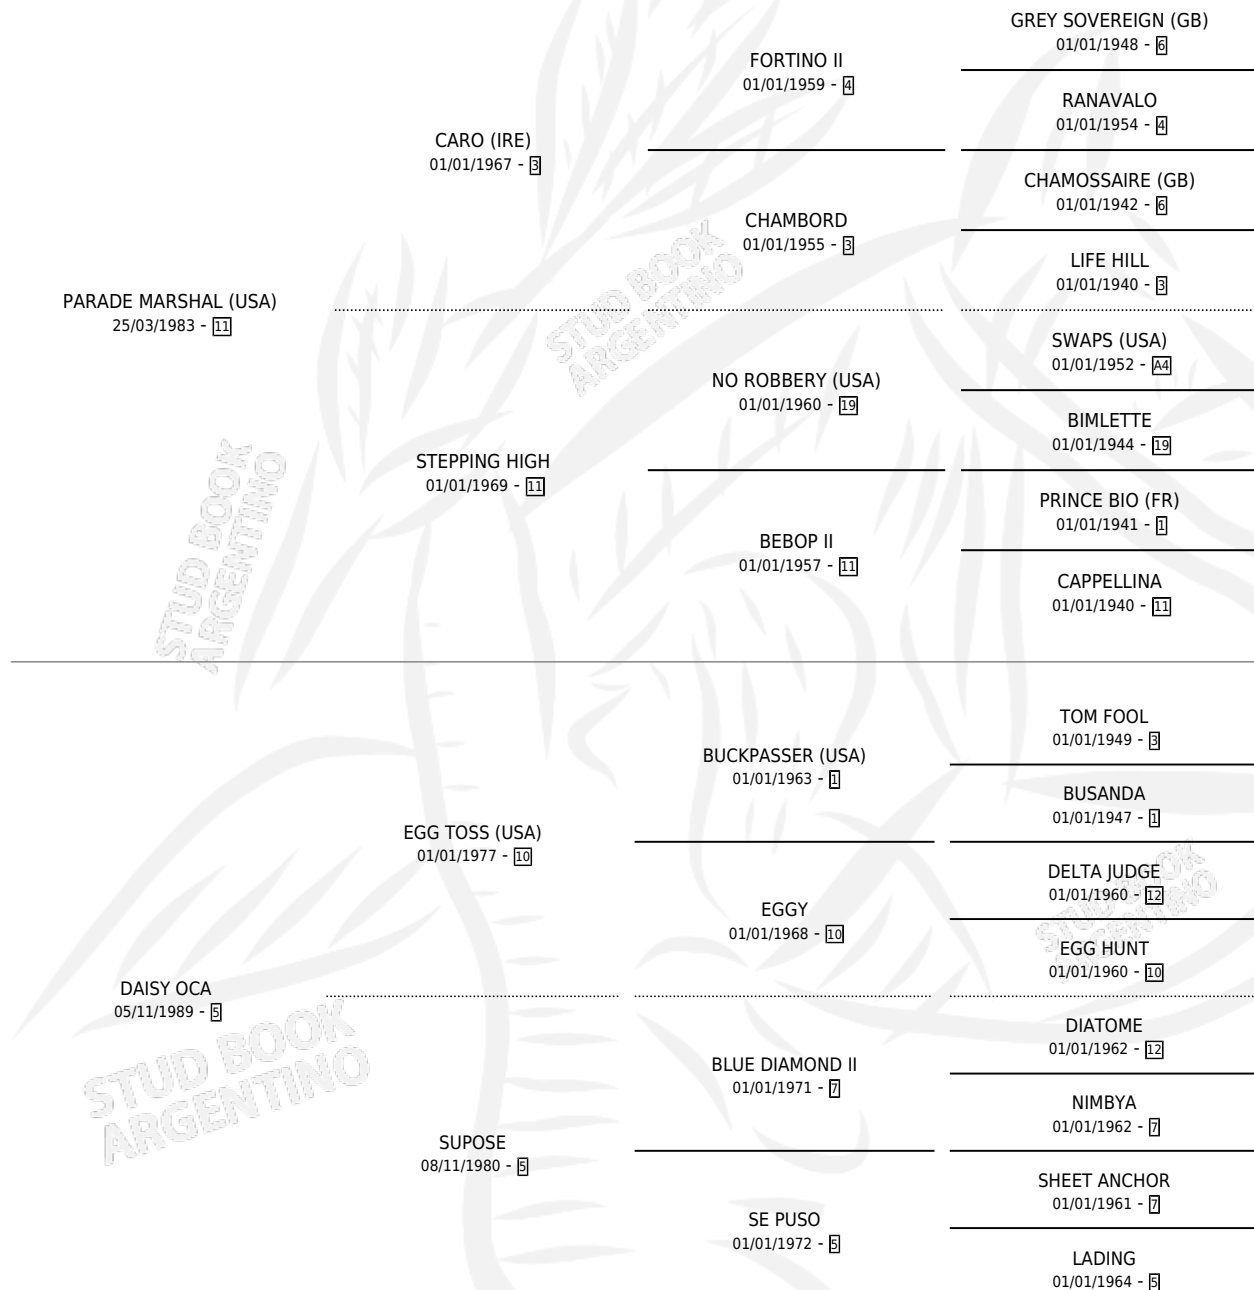 GREY SOVEREIGN (GB)
01/01/1948 - 6
FORTINO II
01/01/1959 - 4
RANAVALO
01/01/1954 - 4
CARO (IRE)
01/01/1967 - 3
CHAMOSSAIRE (GB)
01/01/1942 - 6
CHAMBORD
01/01/1955 - 3
LIFE HILL
01/01/1940 - 3
PARADE MARSHAL (USA)
25/03/1983 - 11
STUD BOOK
ARGENTINO
SWAPS (USA)
01/01/1952 - A4
NO ROBBERY (USA)
01/01/1960 - 19
BIMLETTE
01/01/1944 - 19
STEPPING HIGH
01/01/1969 - 11
PRINCE BIO (FR)
01/01/1941 - 1
BEBOP II
01/01/1957 - 11
CAPPELLINA
01/01/1940 - 11
STUD BOOK
ARGENTINO
TOM FOOL
01/01/1949 - 3
BUCKPASSER (USA)
01/01/1963 - 1
BUSANDA
01/01/1947 - 1
EGG TOSS (USA)
01/01/1977 - 10
DELTA JUDGE
01/01/1960 - 12
EGGY
01/01/1968 - 10
EGG HUNT
01/01/1960 - 10
STUD BOOK
ARGENTINO
DAISY OCA
05/11/1989 - 5
DIATOME
01/01/1962 - 12
BLUE DIAMOND II
01/01/1971 - 7
NIMBYA
01/01/1962 - 7
STUD BOOK
ARGENTINO
SUPOSE
08/11/1980 - 5
SHEET ANCHOR
01/01/1961 - 7
SE PUSO
01/01/1972 - 5
LADING
01/01/1964 - 5